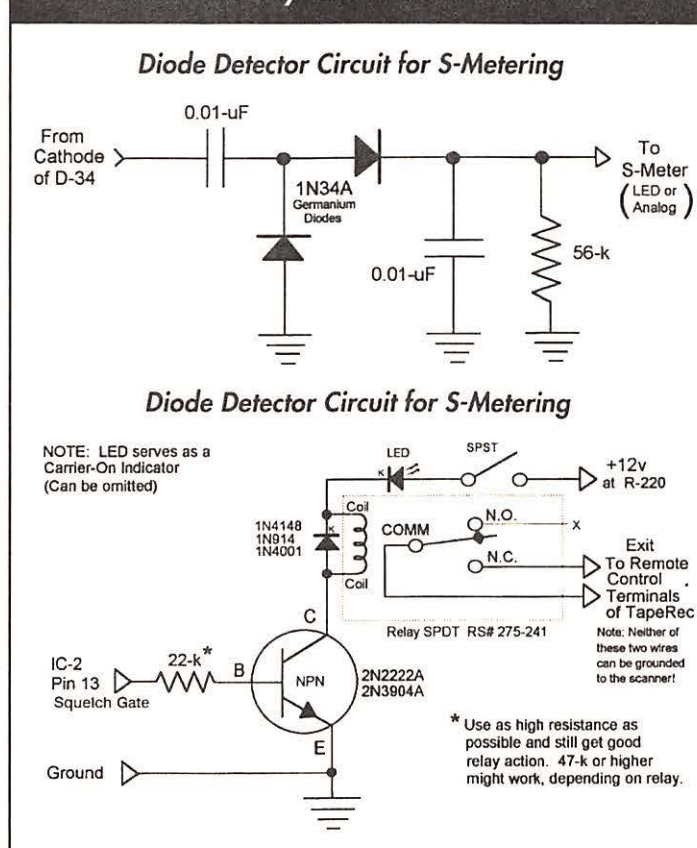 Diode Detector Circuit for S-Metering
0.01-uF
From
Cathode
of D-34
1N34A
Germanium
Diodes
0.01-uF
56-k
To
S-Meter
(LED or
Analog)
Diode Detector Circuit for S-Metering
NOTE: LED serves as a
Carrier-On Indicator
(Can be omitted)
LED
K
SPST
+12v
at R-220
1N4148
1N914
1N4001
K
Coil
Coil
COMM
N.O.
X
N.C.
Exit
To Remote
Control
Terminals
of TapeRec
Relay SPDT RS# 275-241
Note: Neither of
these two wires
can be grounded
to the scanner!
C
IC-2
Pin 13
Squelch Gate
22-k*
B
NPN
2N2222A
2N3904A
E
Ground
* Use as high resistance as
possible and still get good
relay action. 47-k or higher
might work, depending on relay.